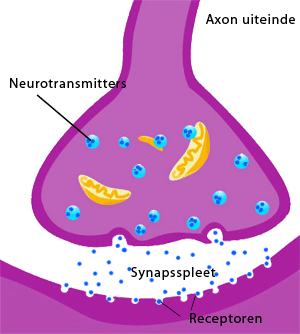 Axon uiteinde
Neurotransmitters
Synapsspleet
Receptoren